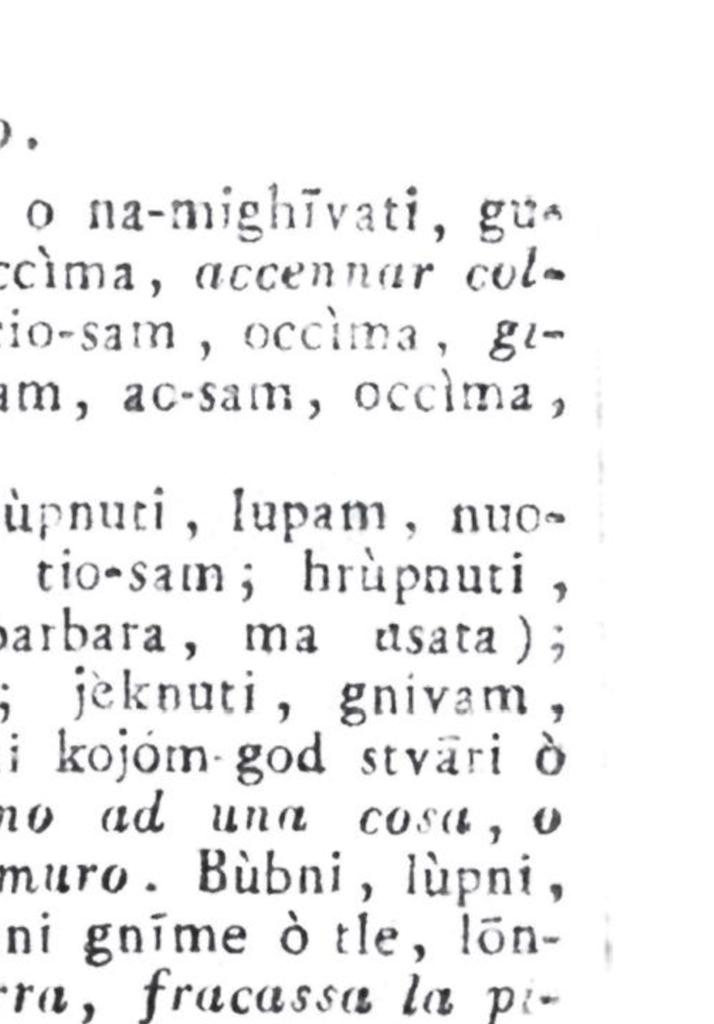 o.
o na-mighīvati, gu-
ccìma, accennar col-
tio-sam, occìma, gi-
am, ac-sam, occìma,
ùpnuti, lupam, nuo-
tio-sam; hrùpnuti,
barbara, ma usata);
; jèknuti, gnivam,
i kojóm-god stvāri ò
no ad una cosa, o
muro. Bùbni, lùpni,
ni gnīme ò tle, lōn-
rra, fracassa la pi-